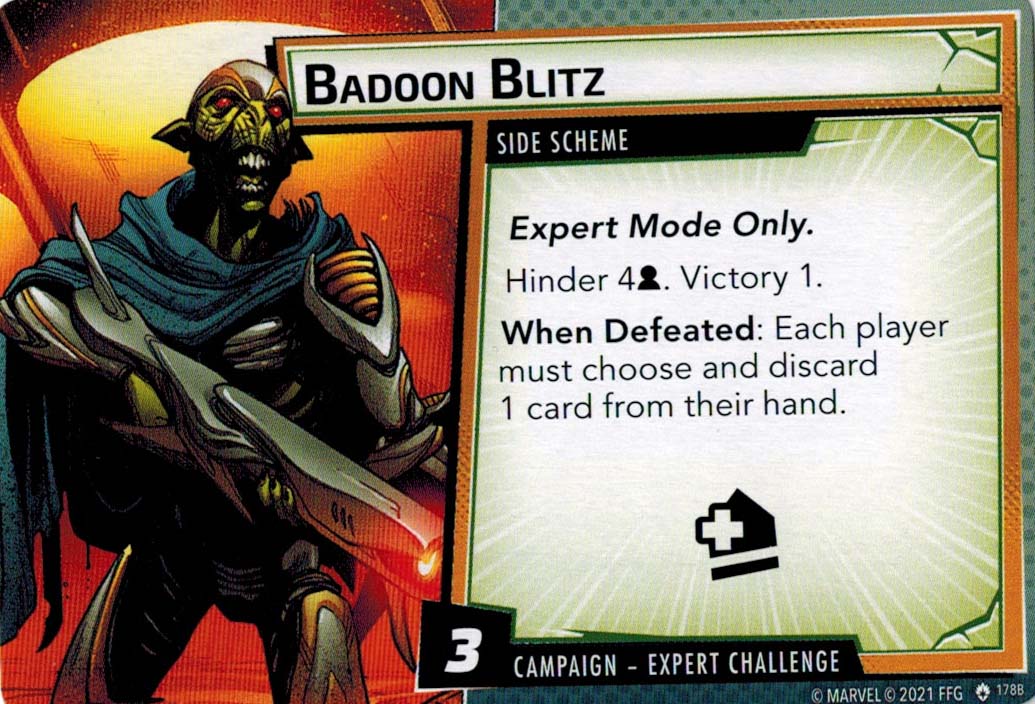 BADOON BLITZ
SIDE SCHEME
Expert Mode Only.
Hinder 4. Victory 1.
When Defeated: Each player
must choose and discard
1 card from their hand.
3
CAMPAIGN – EXPERT CHALLENGE
© MARVEL © 2021 FFG 178B